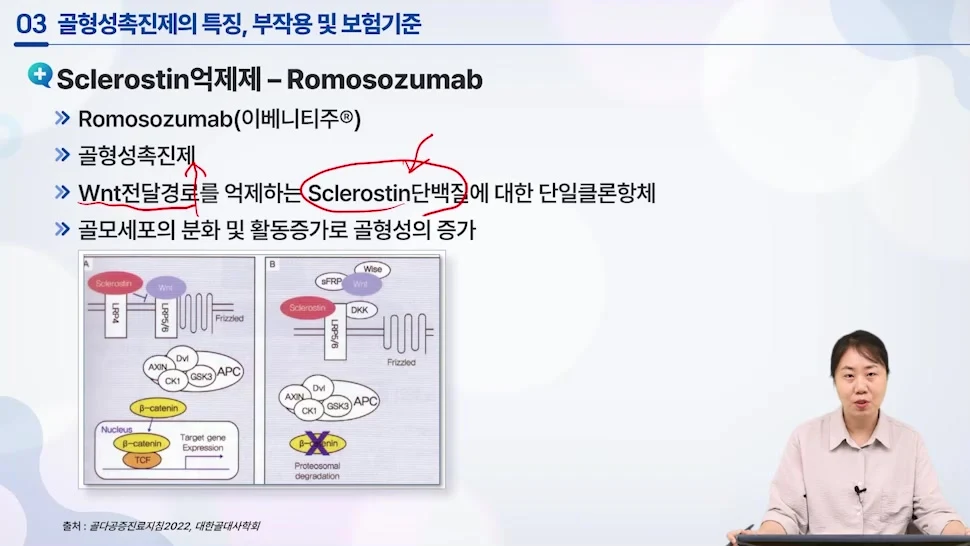 03 골형성촉진제의 특징, 부작용 및 보험기준
Sclerostin억제제 – Romosozumab
Romosozumab(이베니티주®)
골형성촉진제
Wnt전달경로를 억제하는 Sclerostin단백질에 대한 단일클론항체
골모세포의 분화 및 활동증가로 골형성의 증가
A
Sclerostin
Wnt
LRP4
LRP5/6
Frizzled
AXIN
Dvl
CK1
GSK3
APC
β-catenin
Nucleus
β-catenin
TCF
Target gene
Expression
B
Wise
sFRP
Wnt
Sclerostin
DKK
LRP5/6
Frizzled
AXIN
Dvl
CK1
GSK3
APC
β-catenin
Proteosomal
degradation
출처 : 골다공증진료지침2022, 대한골대사학회